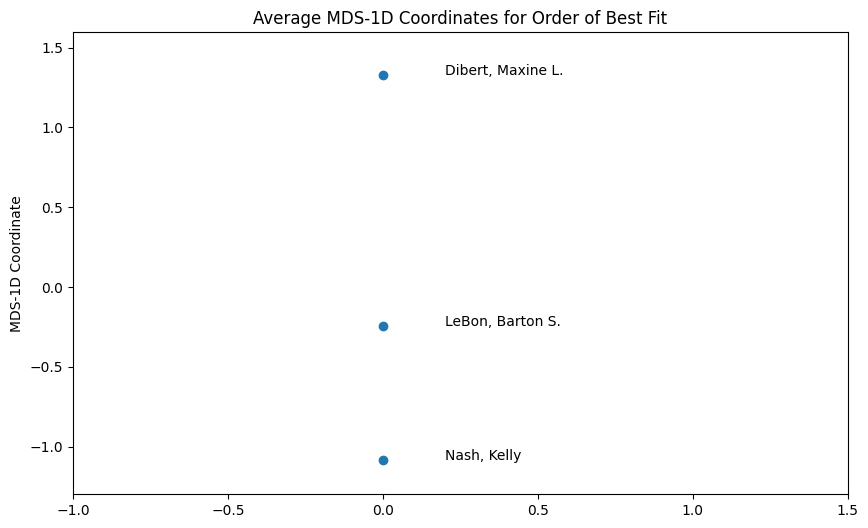 Average MDS-1D Coordinates for Order of Best Fit
1.5
Dibert, Maxine L.
1.0
0.5
MDS-1D Coordinate
0.0
LeBon, Barton S.
−0.5
−1.0
Nash, Kelly
−1.0 −0.5 0.0 0.5 1.0 1.5